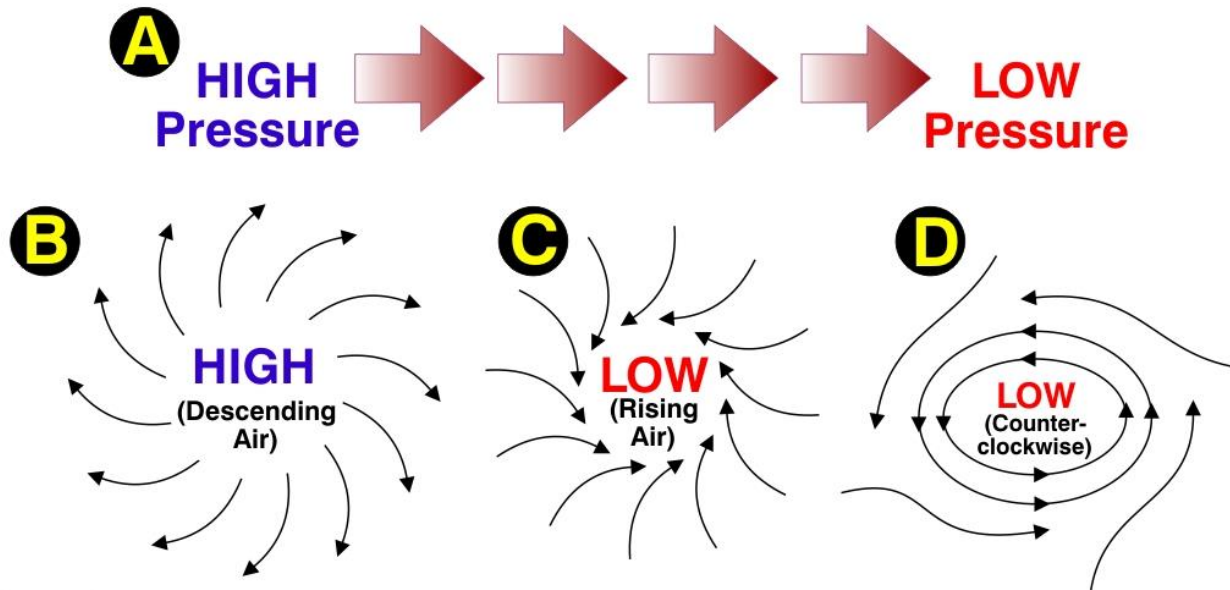 A
HIGH
Pressure
LOW
Pressure
B
HIGH
(Descending
Air)
C
LOW
(Rising
Air)
D
LOW
(Counter-
clockwise)